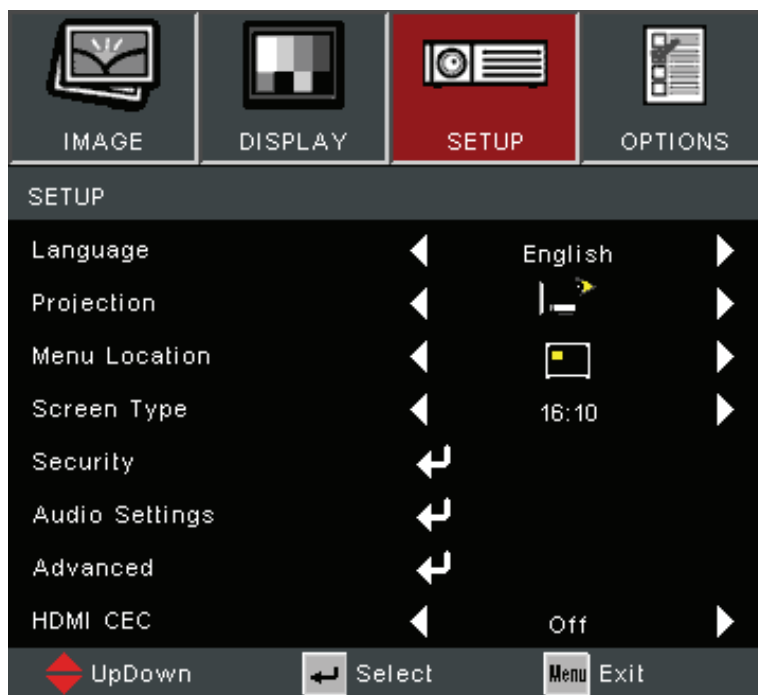 IMAGE DISPLAY SETUP OPTIONS
SETUP
Language English
Projection
Menu Location
Screen Type 16:10
Security
Audio Settings
Advanced
HDMI CEC Off
UpDown Select Menu Exit